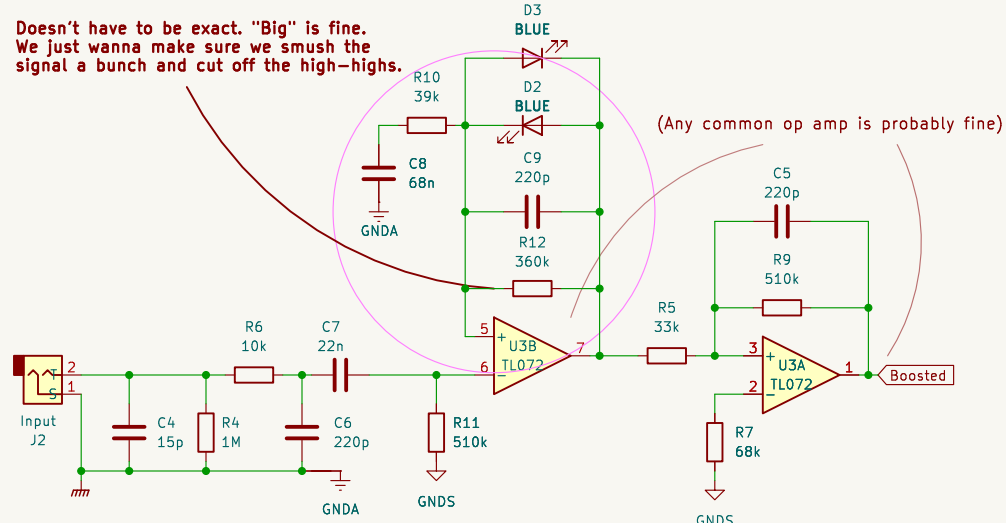 Doesn't have to be exact. "Big" is fine.
We just wanna make sure we smush the
signal a bunch and cut off the high-highs.
D3
BLUE
R10
39k
D2
BLUE
(Any common op amp is probably fine)
C8
68n
GNDA
C9
220p
R12
360k
C5
220p
R9
510k
R5
33k
5
+
6
−
7
U3B
TL072
3
+
2
−
1
U3A
TL072
Boosted
R6
10k
C7
22n
2
T
1
S
Input
J2
C4
15p
R4
1M
C6
220p
R11
510k
R7
68k
GNDA
GNDS
GNDS